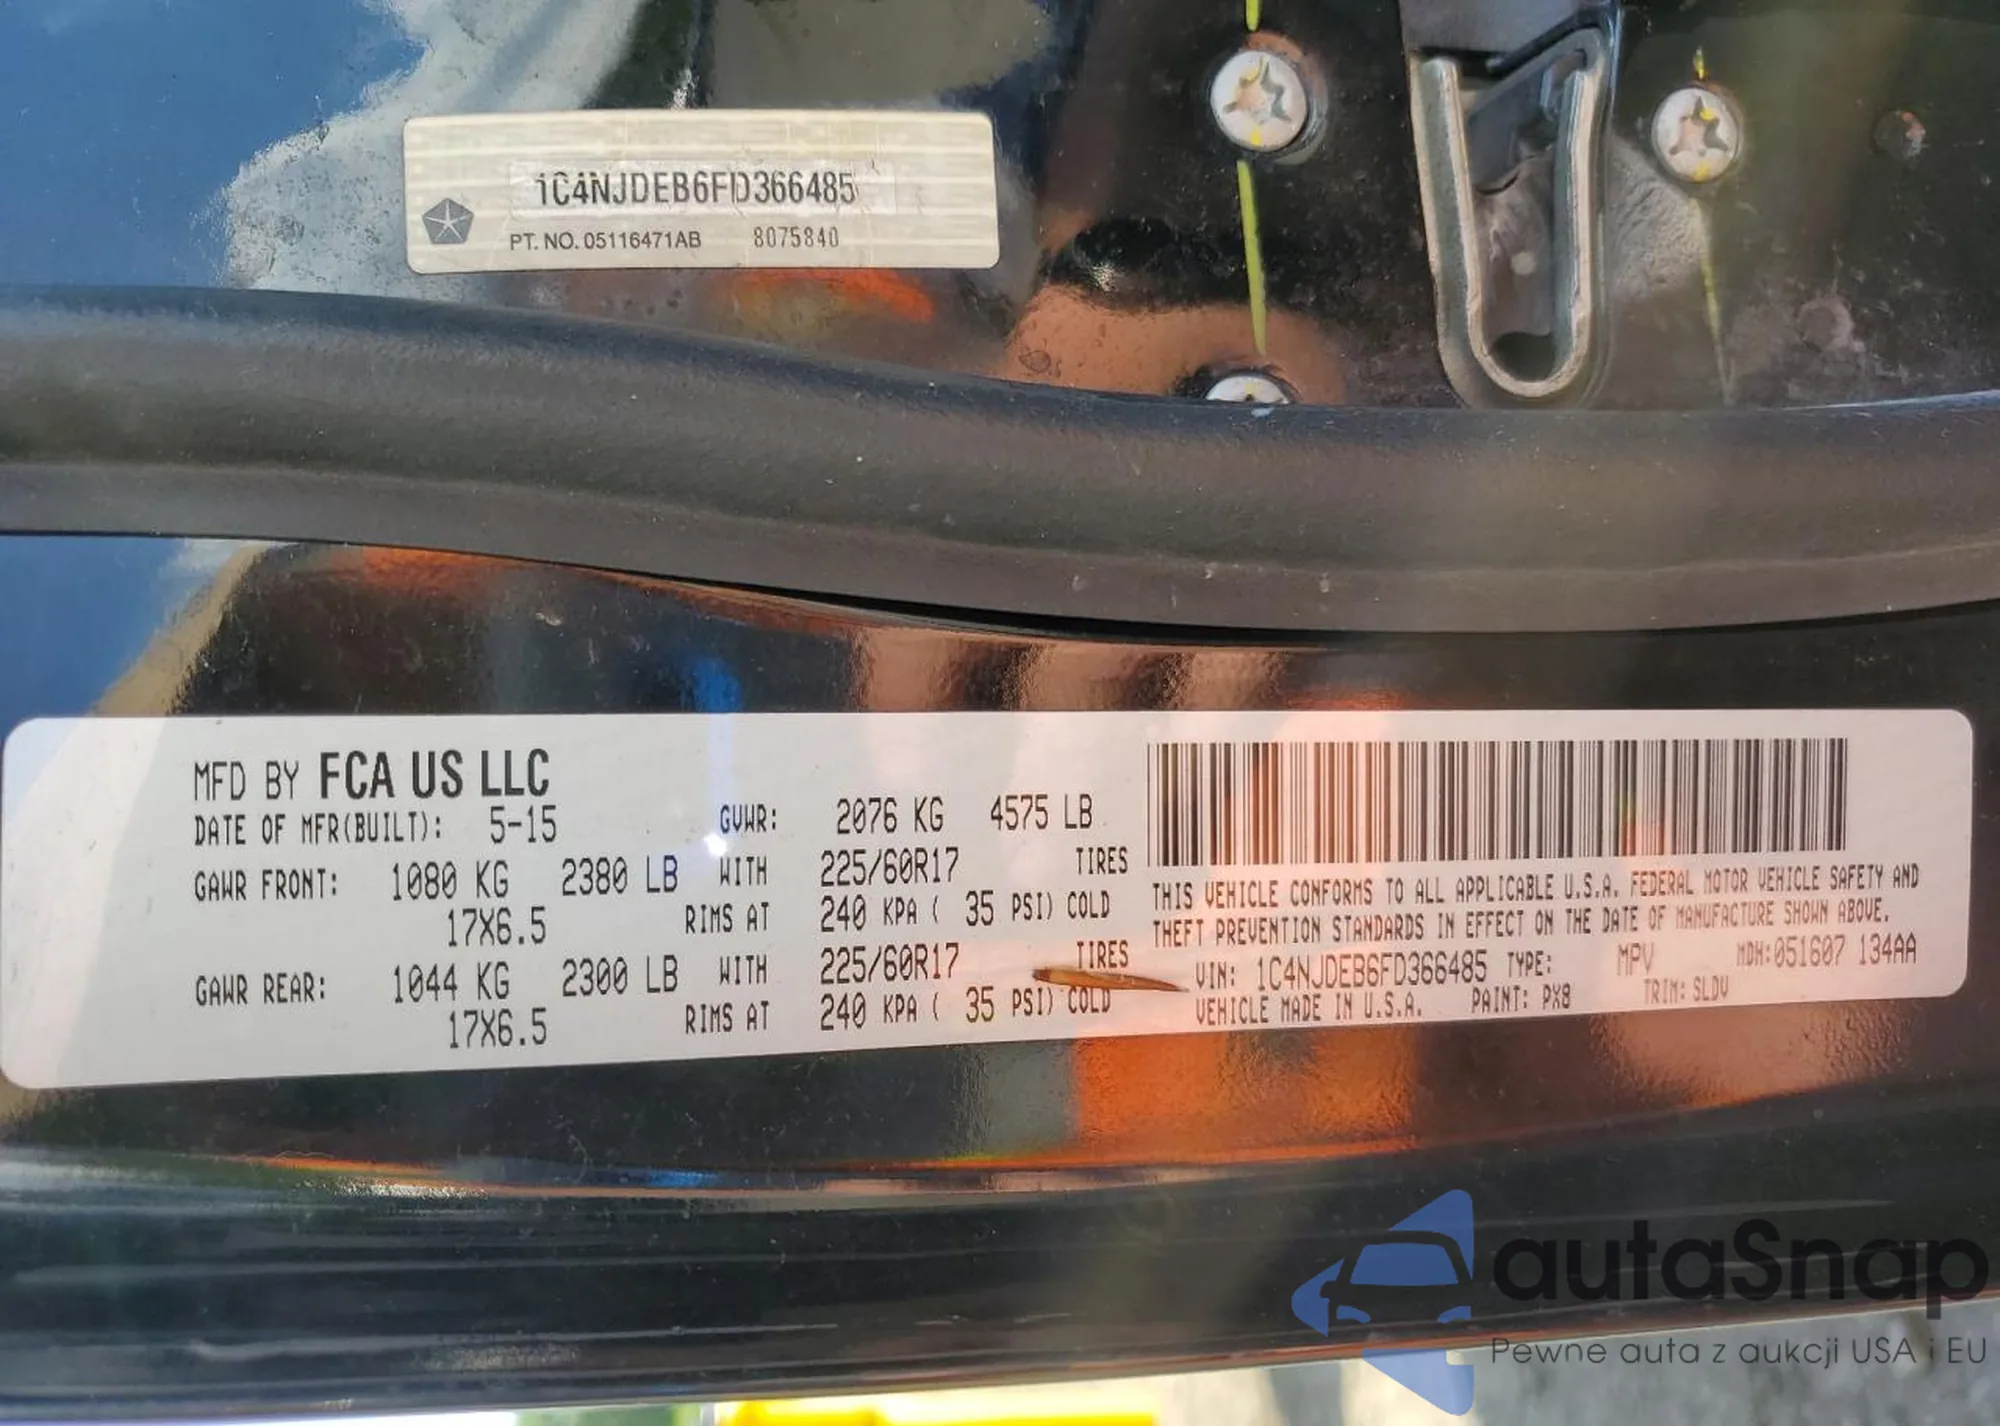 1C4NJDEB6FD366485
PT. NO. 05116471AB 8075840
MFD BY FCA US LLC
DATE OF MFR(BUILT): 5-15 GVWR: 2076 KG 4575 LB
GAWR FRONT: 1080 KG 2380 LB WITH 225/60R17 TIRES
17X6.5 RIMS AT 240 KPA ( 35 PSI) COLD
GAWR REAR: 1044 KG 2300 LB WITH 225/60R17 TIRES
17X6.5 RIMS AT 240 KPA ( 35 PSI) COLD
THIS VEHICLE CONFORMS TO ALL APPLICABLE U.S.A. FEDERAL MOTOR VEHICLE SAFETY AND
THEFT PREVENTION STANDARDS IN EFFECT ON THE DATE OF MANUFACTURE SHOWN ABOVE.
VIN: 1C4NJDEB6FD366485 TYPE: MPV MDH:051607 134AA
VEHICLE MADE IN U.S.A. PAINT: PX8 TRIM: SLDV
autaSnap
Pewne auta z aukcji USA i EU